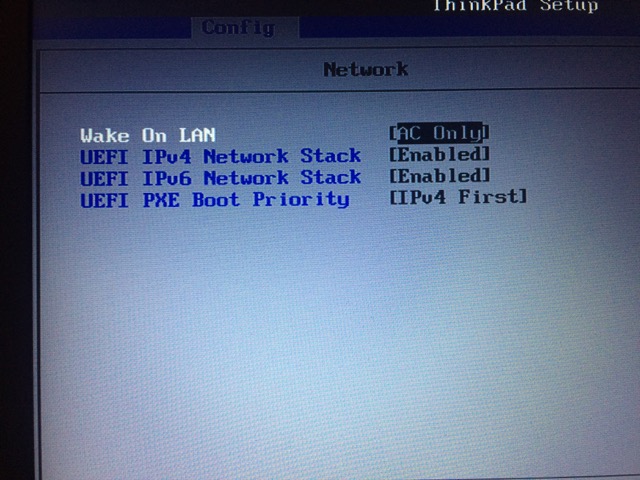 ThinkPad Setup
Config
Network
Wake On LAN [AC Only]
UEFI IPv4 Network Stack [Enabled]
UEFI IPv6 Network Stack [Enabled]
UEFI PXE Boot Priority [IPv4 First]